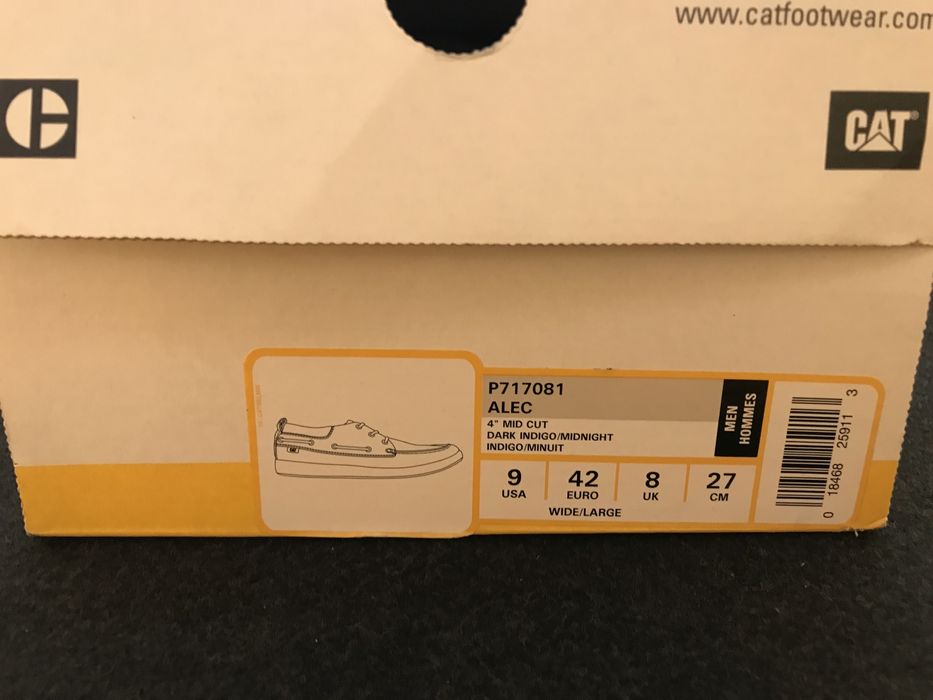 www.catfootwear.com
CAT®
P717081
ALEC
4" MID CUT
DARK INDIGO/MIDNIGHT
INDIGO/MINUIT
MEN
HOMMES
9 42 8 27
USA EURO UK CM
WIDE/LARGE
0 18468 25911 3